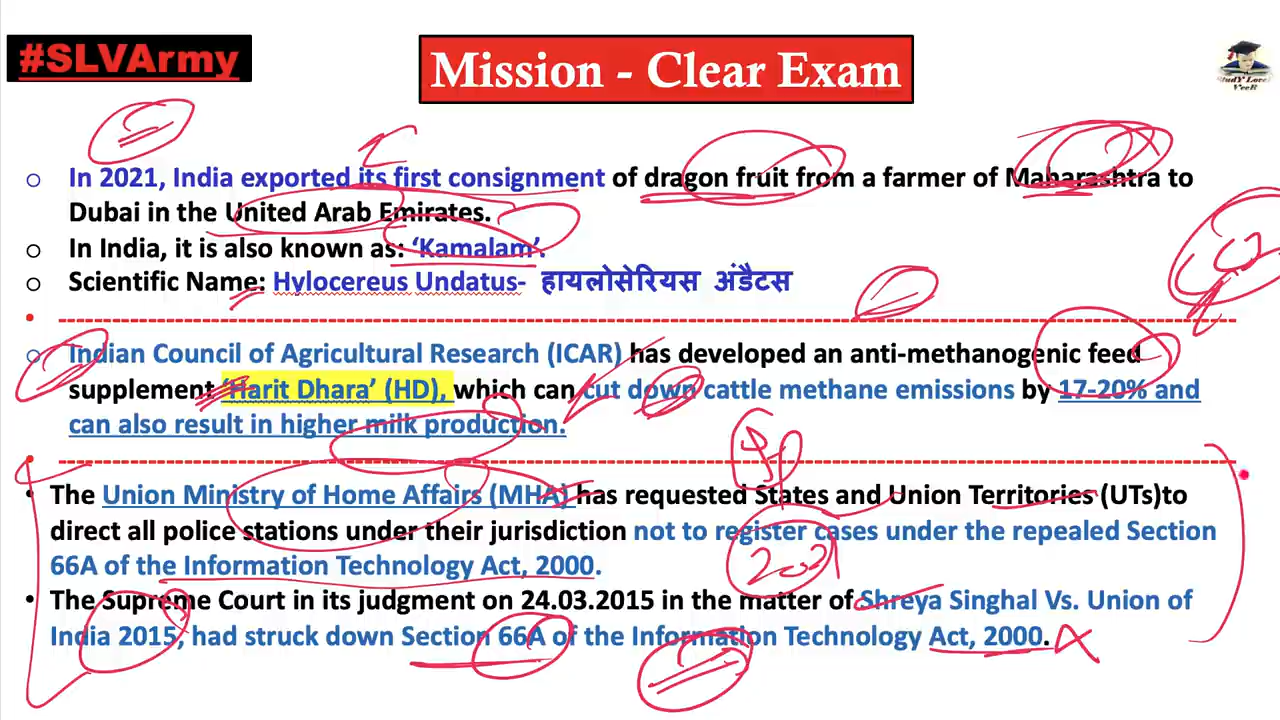 #SLVArmy
Mission - Clear Exam
StudY LoveR
VeeR
In 2021, India exported its first consignment of dragon fruit from a farmer of Maharashtra to
Dubai in the United Arab Emirates.
In India, it is also known as: ‘Kamalam’.
Scientific Name: Hylocereus Undatus- हायलोसेरियस अंडैटस
Indian Council of Agricultural Research (ICAR) has developed an anti-methanogenic feed
supplement ‘Harit Dhara’ (HD), which can cut down cattle methane emissions by 17-20% and
can also result in higher milk production.
The Union Ministry of Home Affairs (MHA) has requested States and Union Territories (UTs)to
direct all police stations under their jurisdiction not to register cases under the repealed Section
66A of the Information Technology Act, 2000.
2021
The Supreme Court in its judgment on 24.03.2015 in the matter of Shreya Singhal Vs. Union of
India 2015, had struck down Section 66A of the Information Technology Act, 2000.